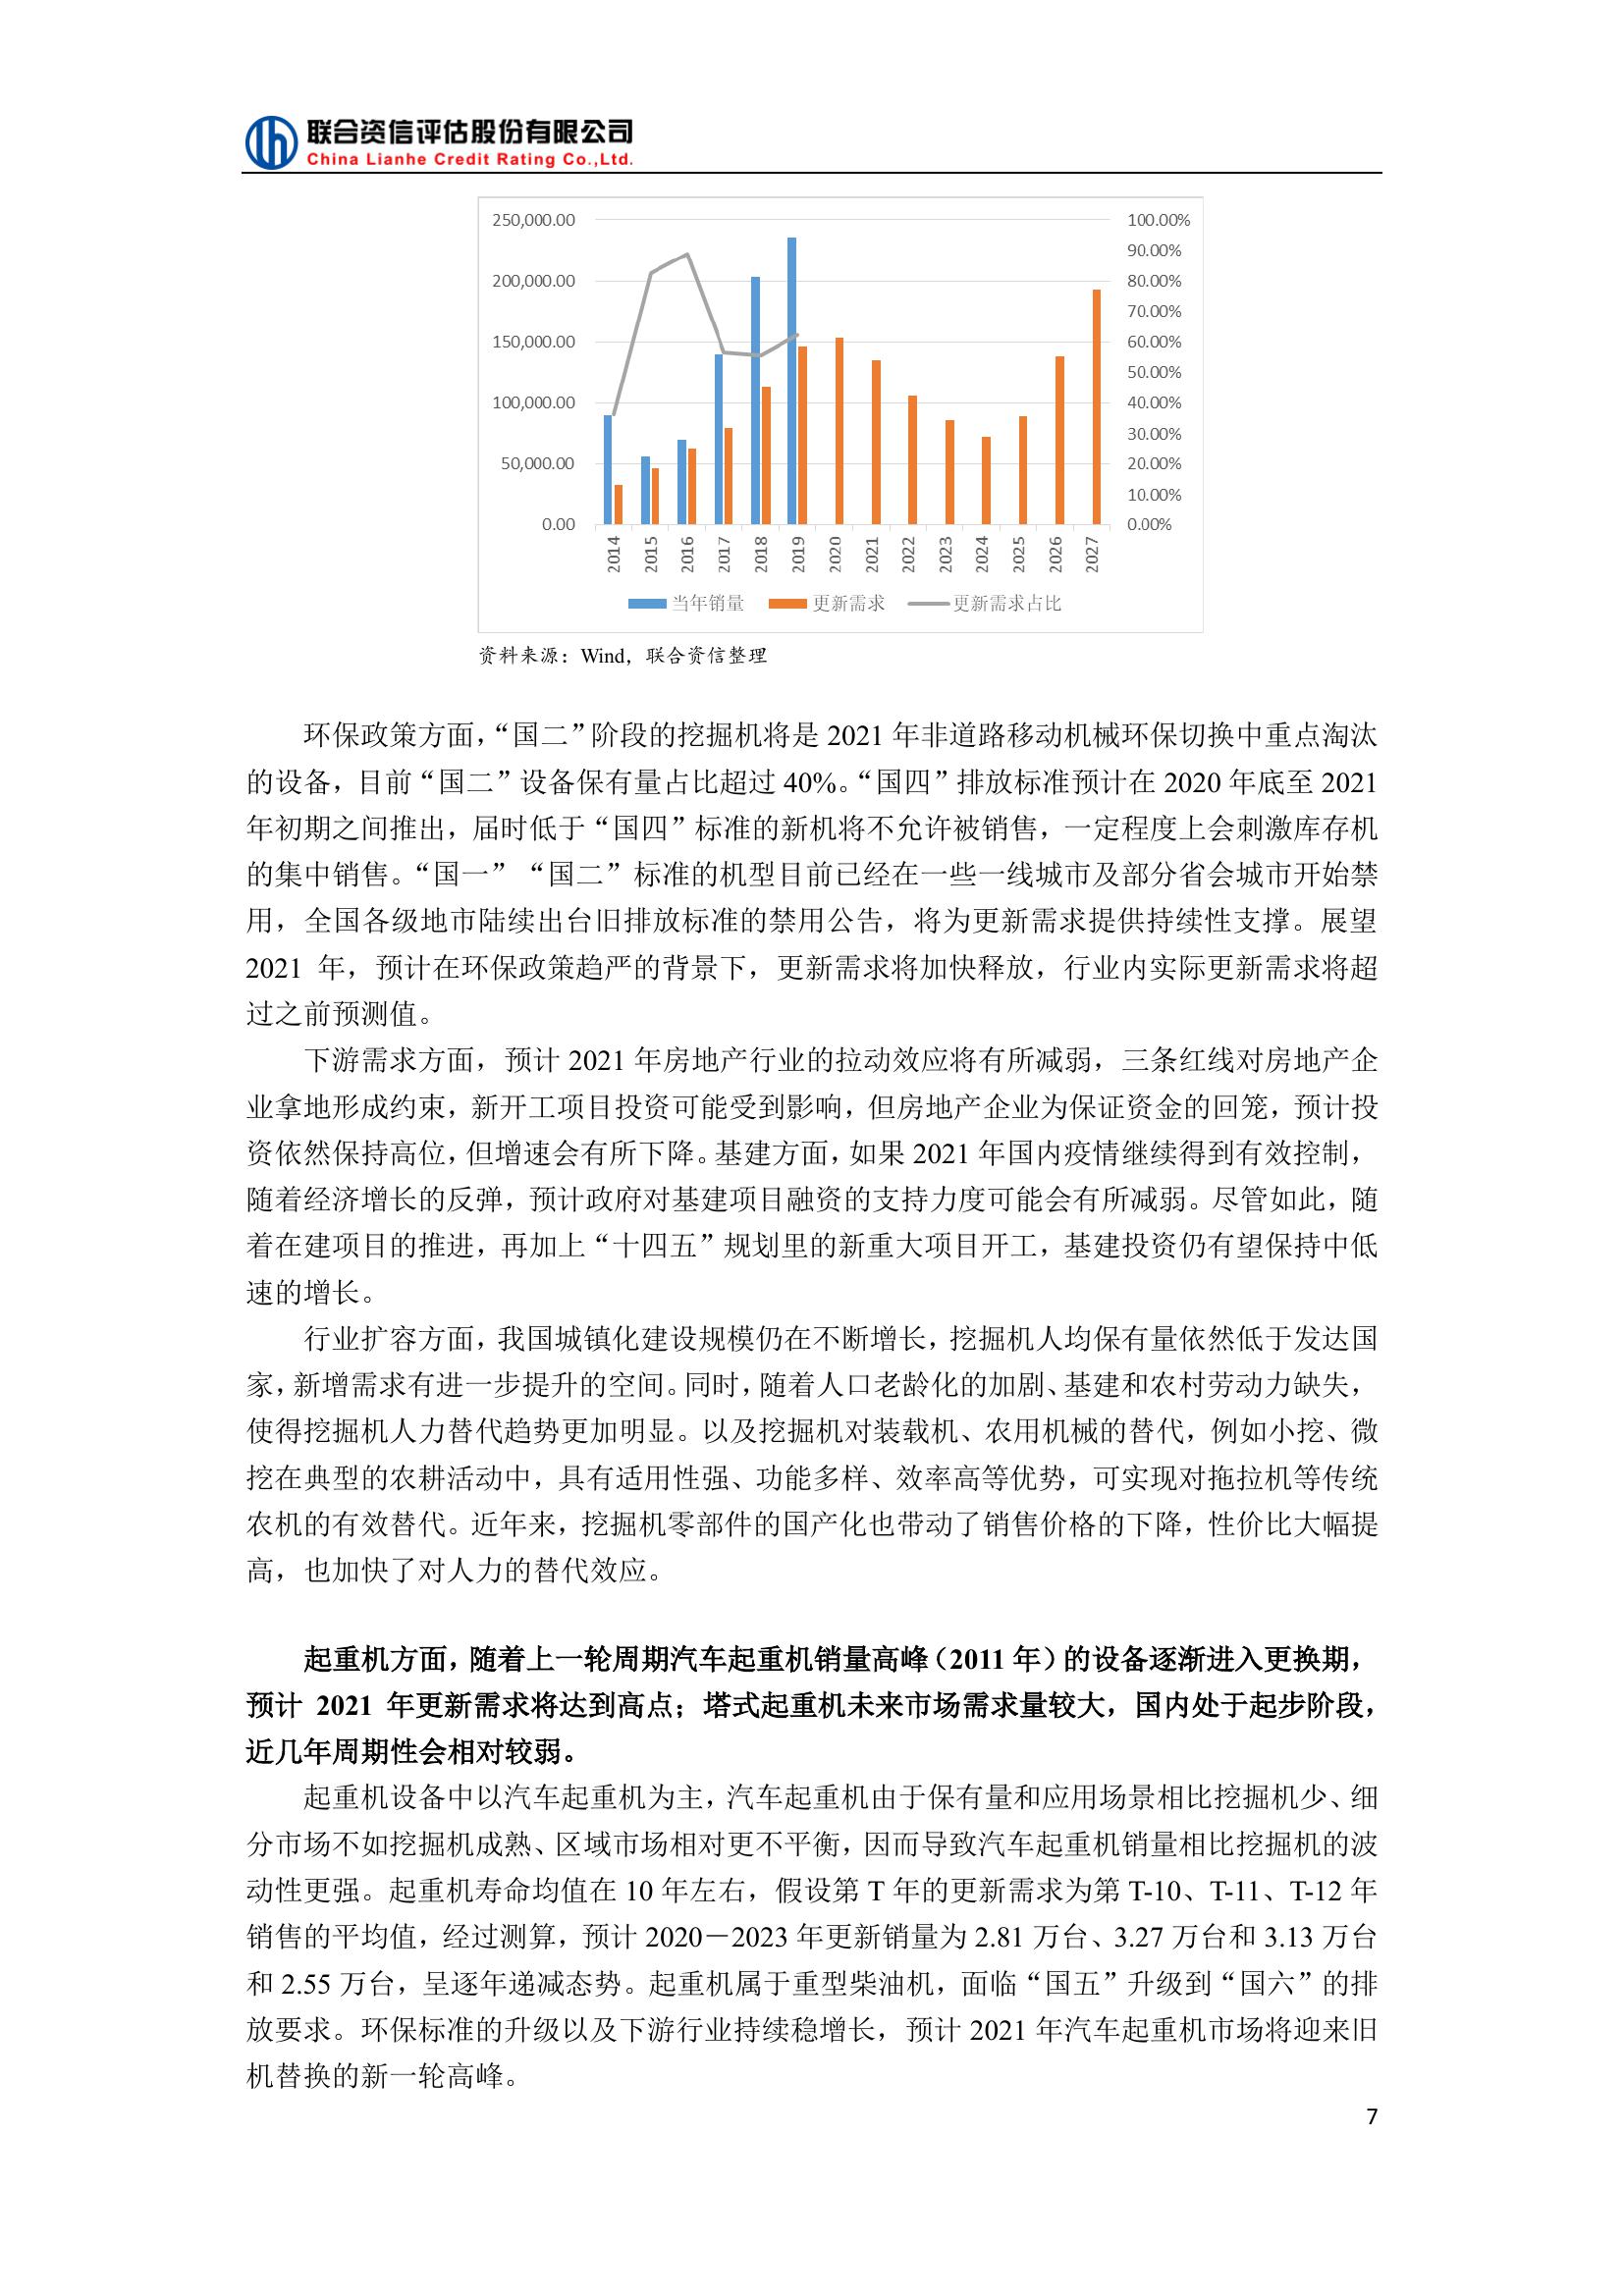 联合资信评估股份有限公司
China Lianhe Credit Rating Co.,Ltd.
250,000.00
200,000.00
150,000.00
100,000.00
50,000.00
0.00
100.00%
90.00%
80.00%
70.00%
60.00%
50.00%
40.00%
30.00%
20.00%
10.00%
0.00%
2014 2015 2016 2017 2018 2019 2020 2021 2022 2023 2024 2025 2026 2027
当年销量 更新需求 更新需求占比
资料来源：Wind，联合资信整理
环保政策方面，“国二”阶段的挖掘机将是 2021 年非道路移动机械环保切换中重点淘汰
的设备，目前“国二”设备保有量占比超过 40%。“国四”排放标准预计在 2020 年底至 2021
年初期之间推出，届时低于“国四”标准的新机将不允许被销售，一定程度上会刺激库存机
的集中销售。“国一”“国二”标准的机型目前已经在一些一线城市及部分省会城市开始禁
用，全国各级地市陆续出台旧排放标准的禁用公告，将为更新需求提供持续性支撑。展望
2021 年，预计在环保政策趋严的背景下，更新需求将加快释放，行业内实际更新需求将超
过之前预测值。
下游需求方面，预计 2021 年房地产行业的拉动效应将有所减弱，三条红线对房地产企
业拿地形成约束，新开工项目投资可能受到影响，但房地产企业为保证资金的回笼，预计投
资依然保持高位，但增速会有所下降。基建方面，如果 2021 年国内疫情继续得到有效控制，
随着经济增长的反弹，预计政府对基建项目融资的支持力度可能会有所减弱。尽管如此，随
着在建项目的推进，再加上“十四五”规划里的新重大项目开工，基建投资仍有望保持中低
速的增长。
行业扩容方面，我国城镇化建设规模仍在不断增长，挖掘机人均保有量依然低于发达国
家，新增需求有进一步提升的空间。同时，随着人口老龄化的加剧、基建和农村劳动力缺失，
使得挖掘机人力替代趋势更加明显。以及挖掘机对装载机、农用机械的替代，例如小挖、微
挖在典型的农耕活动中，具有适用性强、功能多样、效率高等优势，可实现对拖拉机等传统
农机的有效替代。近年来，挖掘机零部件的国产化也带动了销售价格的下降，性价比大幅提
高，也加快了对人力的替代效应。
起重机方面，随着上一轮周期汽车起重机销量高峰（2011 年）的设备逐渐进入更换期，
预计 2021 年更新需求将达到高点；塔式起重机未来市场需求量较大，国内处于起步阶段，
近几年周期性会相对较弱。
起重机设备中以汽车起重机为主，汽车起重机由于保有量和应用场景相比挖掘机少、细
分市场不如挖掘机成熟、区域市场相对更不平衡，因而导致汽车起重机销量相比挖掘机的波
动性更强。起重机寿命均值在 10 年左右，假设第 T 年的更新需求为第 T-10、T-11、T-12 年
销售的平均值，经过测算，预计 2020－2023 年更新销量为 2.81 万台、3.27 万台和 3.13 万台
和 2.55 万台，呈逐年递减态势。起重机属于重型柴油机，面临“国五”升级到“国六”的排
放要求。环保标准的升级以及下游行业持续稳增长，预计 2021 年汽车起重机市场将迎来旧
机替换的新一轮高峰。
7